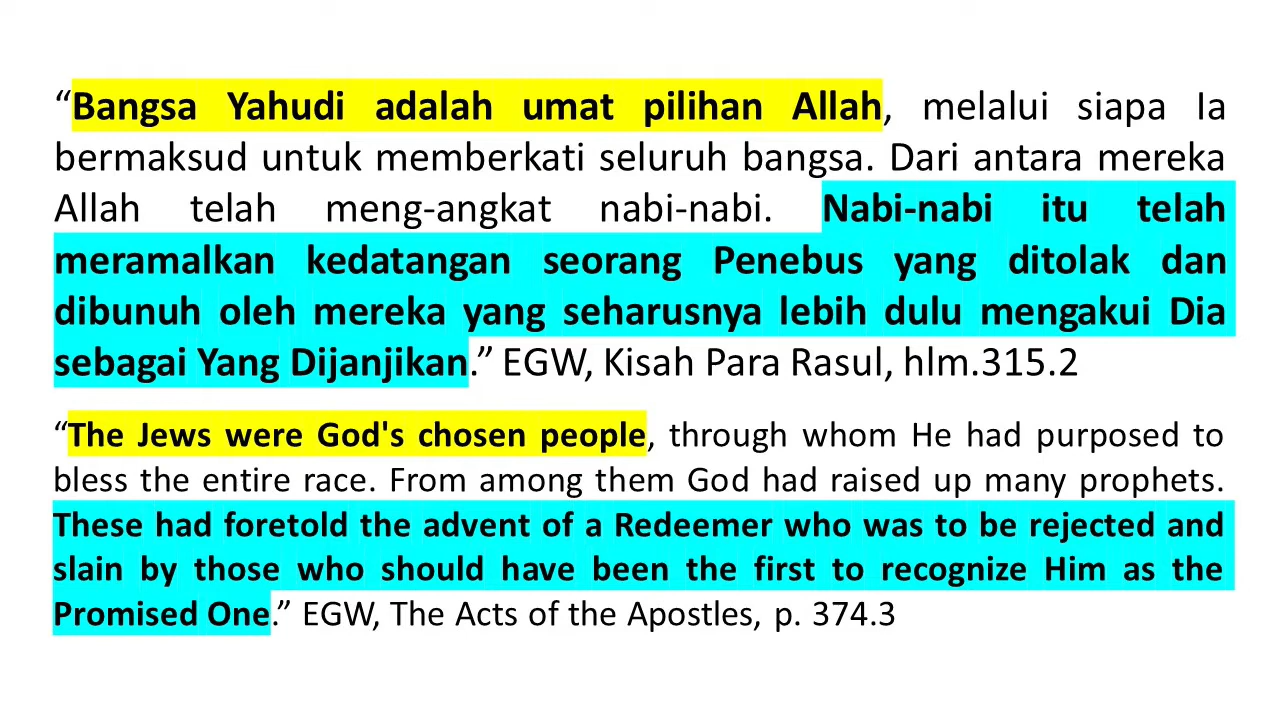 “Bangsa Yahudi adalah umat pilihan Allah, melalui siapa Ia
bermaksud untuk memberkati seluruh bangsa. Dari antara mereka
Allah telah meng-angkat nabi-nabi. Nabi-nabi itu telah
meramalkan kedatangan seorang Penebus yang ditolak dan
dibunuh oleh mereka yang seharusnya lebih dulu mengakui Dia
sebagai Yang Dijanjikan.” EGW, Kisah Para Rasul, hlm.315.2
“The Jews were God's chosen people, through whom He had purposed to
bless the entire race. From among them God had raised up many prophets.
These had foretold the advent of a Redeemer who was to be rejected and
slain by those who should have been the first to recognize Him as the
Promised One.” EGW, The Acts of the Apostles, p. 374.3